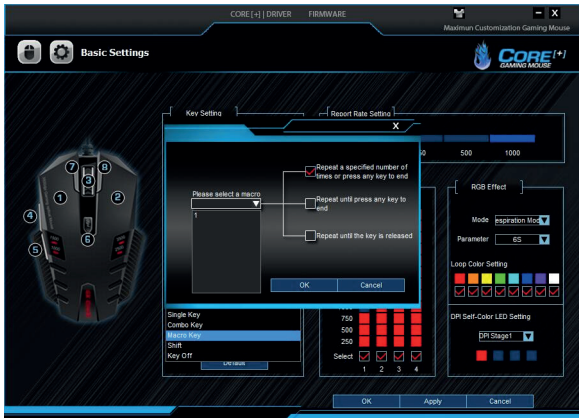 CORE [+] | DRIVER FIRMWARE
Maximun Customization Gaming Mouse
Basic Settings
CORE [+]
GAMING MOUSE
Key Setting
Report Rate Setting
X
500
1000
Repeat a specified number of
times or press any key to end
Please select a macro
Repeat until press any key to
end
1
Repeat until the key is released
OK
Cancel
7
8
3
1
2
4
6
5
RGB Effect
Mode
espiration Mod
Parameter
6S
Loop Color Setting
DPI Self-Color LED Setting
DPI Stage1
Single Key
Combo Key
Macro Key
Shift
Key Off
Default
750
500
250
Select
1 2 3 4
OK
Apply
Cancel